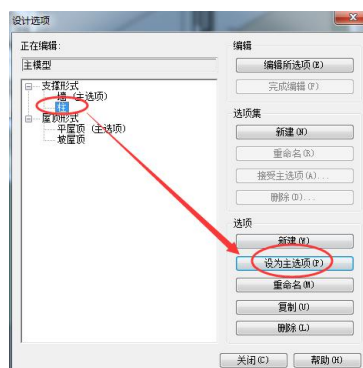 设计选项
正在编辑:
主模型
支撑形式
墙 (主选项)
柱
屋顶形式
平屋顶 (主选项)
坡屋顶
编辑
编辑所选项(E)
完成编辑(F)
选项集
新建(N)
重命名(R)
接受主选项(A)...
删除(D)...
选项
新建(W)
设为主选项(P)
重命名(M)
复制(U)
删除(L)
关闭(C)
帮助(H)